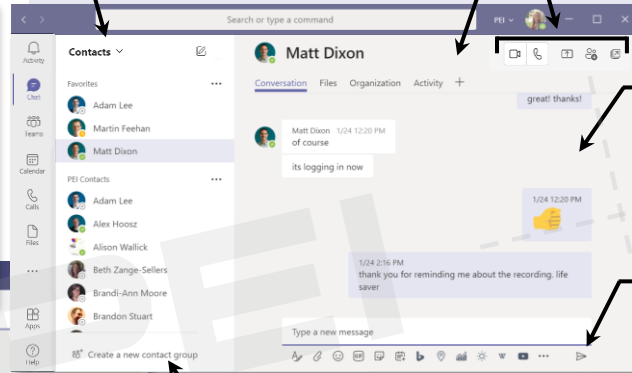 Search or type a command
PEI
Activity
Chat
Teams
Calendar
Calls
Files
Apps
Help
Contacts
Favorites
Adam Lee
Martin Feehan
Matt Dixon
PEI Contacts
Adam Lee
Alex Hoosz
Alison Wallick
Beth Zange-Sellers
Brandi-Ann Moore
Brandon Stuart
Create a new contact group
Matt Dixon
Conversation Files Organization Activity
great! thanks!
Matt Dixon 1/24 12:20 PM
of course
its logging in now
1/24 12:20 PM
1/24 2:16 PM
thank you for reminding me about the recording. life
saver
Type a new message
GIF
W
PEI